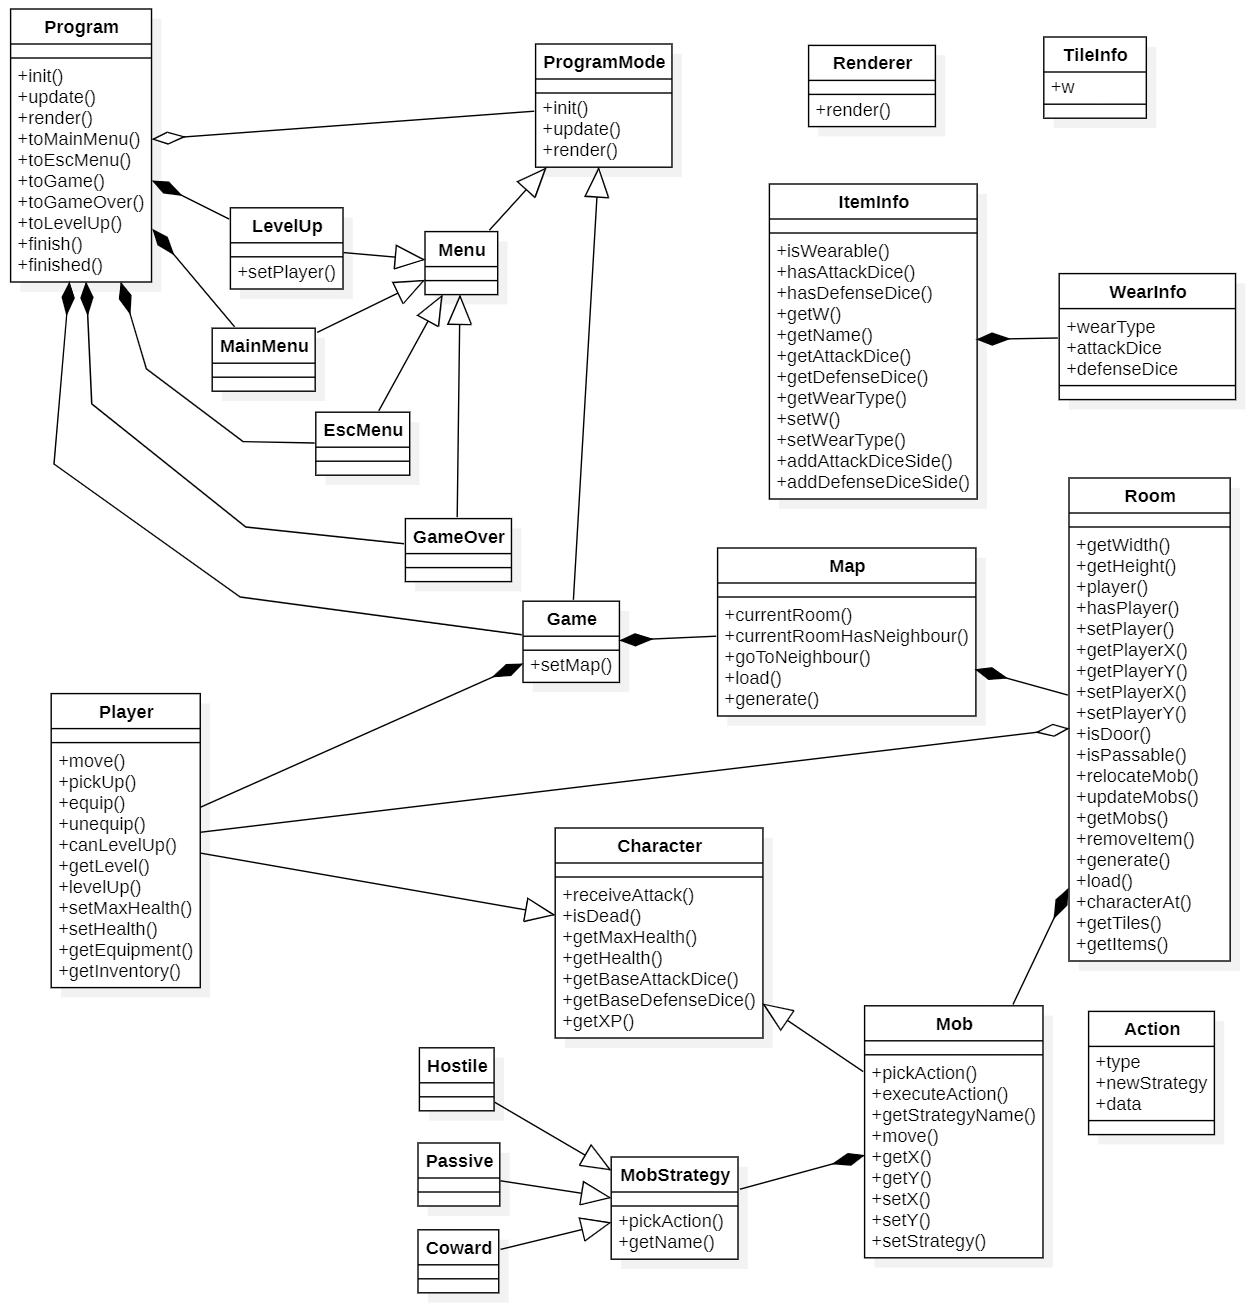 Program
+init()
+update()
+render()
+toMainMenu()
+toEscMenu()
+toGame()
+toGameOver()
+toLevelUp()
+finish()
+finished()
ProgramMode
+init()
+update()
+render()
Renderer
+render()
TileInfo
+w
LevelUp
+setPlayer()
Menu
MainMenu
EscMenu
GameOver
ItemInfo
+isWearable()
+hasAttackDice()
+hasDefenseDice()
+getW()
+getName()
+getAttackDice()
+getDefenseDice()
+getWearType()
+setW()
+setWearType()
+addAttackDiceSide()
+addDefenseDiceSide()
WearInfo
+wearType
+attackDice
+defenseDice
Game
+setMap()
Map
+currentRoom()
+currentRoomHasNeighbour()
+goToNeighbour()
+load()
+generate()
Room
+getWidth()
+getHeight()
+player()
+hasPlayer()
+setPlayer()
+getPlayerX()
+getPlayerY()
+setPlayerX()
+setPlayerY()
+isDoor()
+isPassable()
+relocateMob()
+updateMobs()
+getMobs()
+removeItem()
+generate()
+load()
+characterAt()
+getTiles()
+getItems()
Player
+move()
+pickUp()
+equip()
+unequip()
+canLevelUp()
+getLevel()
+levelUp()
+setMaxHealth()
+setHealth()
+getEquipment()
+getInventory()
Character
+receiveAttack()
+isDead()
+getMaxHealth()
+getHealth()
+getBaseAttackDice()
+getBaseDefenseDice()
+getXP()
Mob
+pickAction()
+executeAction()
+getStrategyName()
+move()
+getX()
+getY()
+setX()
+setY()
+setStrategy()
Action
+type
+newStrategy
+data
Hostile
Passive
Coward
MobStrategy
+pickAction()
+getName()